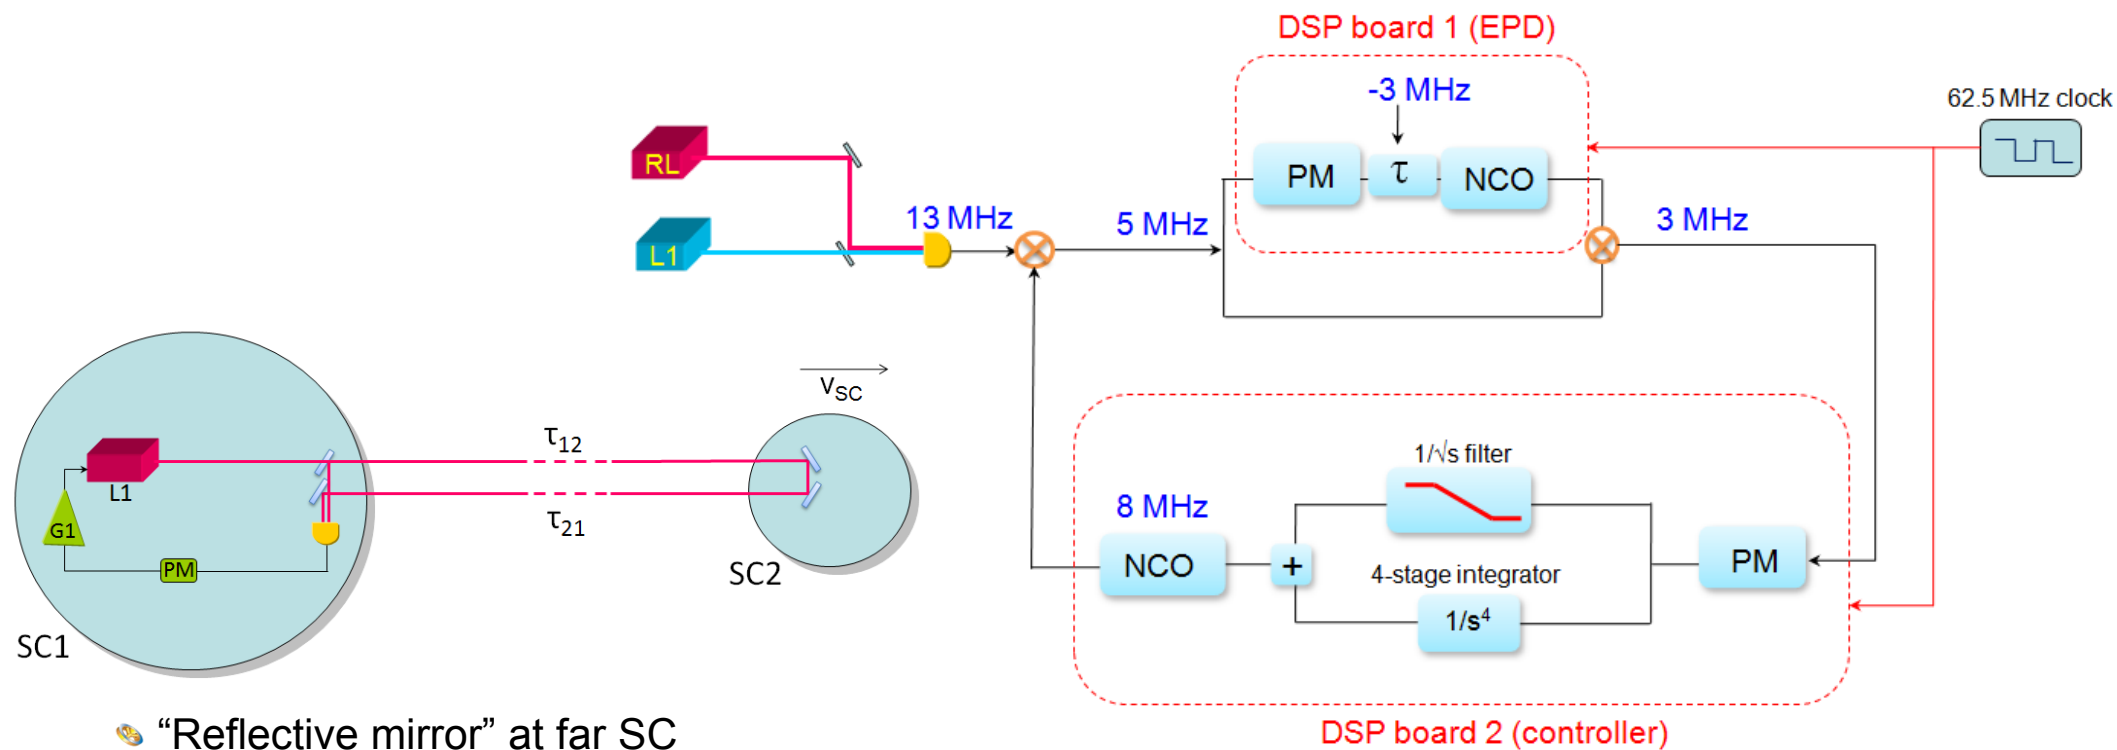 DSP board 1 (EPD)
-3 MHz
62.5 MHz clock
RL
PM
τ
NCO
13 MHz
5 MHz
3 MHz
L1
V_SC
τ12
L1
G1
τ21
PM
SC2
SC1
1/√s filter
8 MHz
NCO
+
4-stage integrator
PM
1/s⁴
“Reflective mirror” at far SC
DSP board 2 (controller)